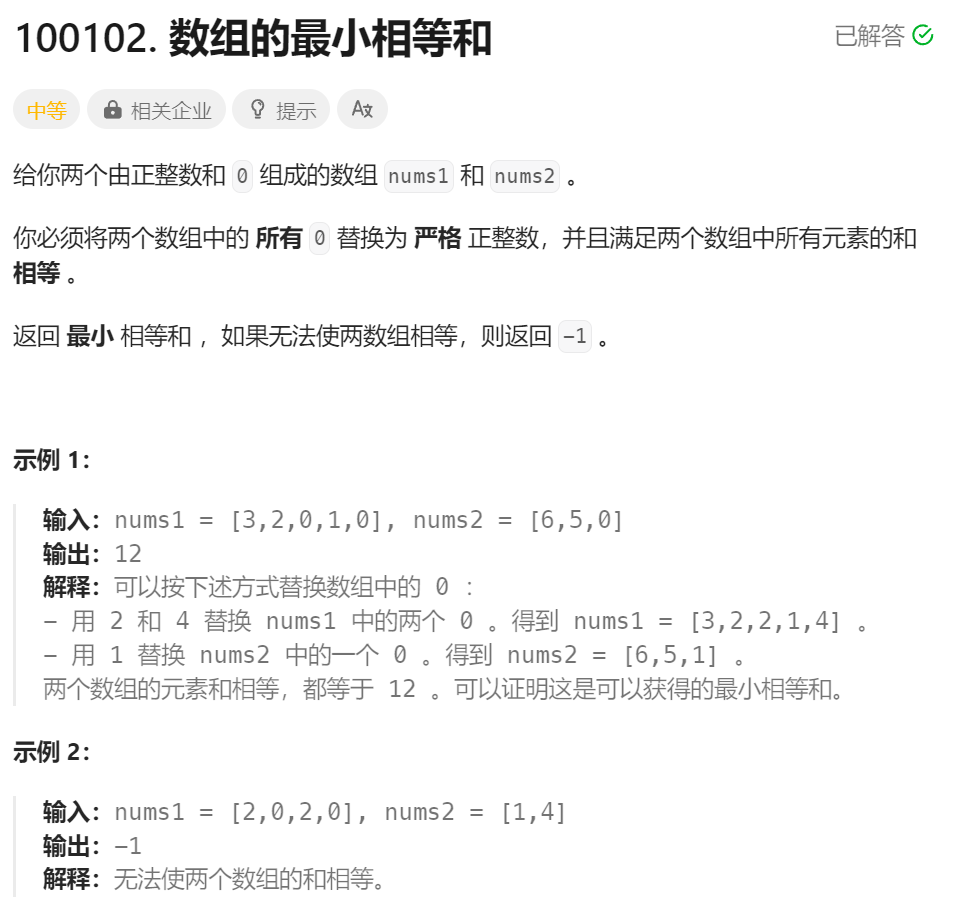 100102. 数组的最小相等和
已解答
中等 相关企业 提示
给你两个由正整数和 0 组成的数组 nums1 和 nums2 。
你必须将两个数组中的 所有 0 替换为 严格 正整数，并且满足两个数组中所有元素的和
相等 。
返回 最小 相等和 ，如果无法使两数组相等，则返回 -1 。
示例 1：
输入：nums1 = [3,2,0,1,0], nums2 = [6,5,0]
输出：12
解释：可以按下述方式替换数组中的 0 ：
- 用 2 和 4 替换 nums1 中的两个 0 。得到 nums1 = [3,2,2,1,4] 。
- 用 1 替换 nums2 中的一个 0 。得到 nums2 = [6,5,1] 。
两个数组的元素和相等，都等于 12 。可以证明这是可以获得的最小相等和。
示例 2：
输入：nums1 = [2,0,2,0], nums2 = [1,4]
输出：-1
解释：无法使两个数组的和相等。